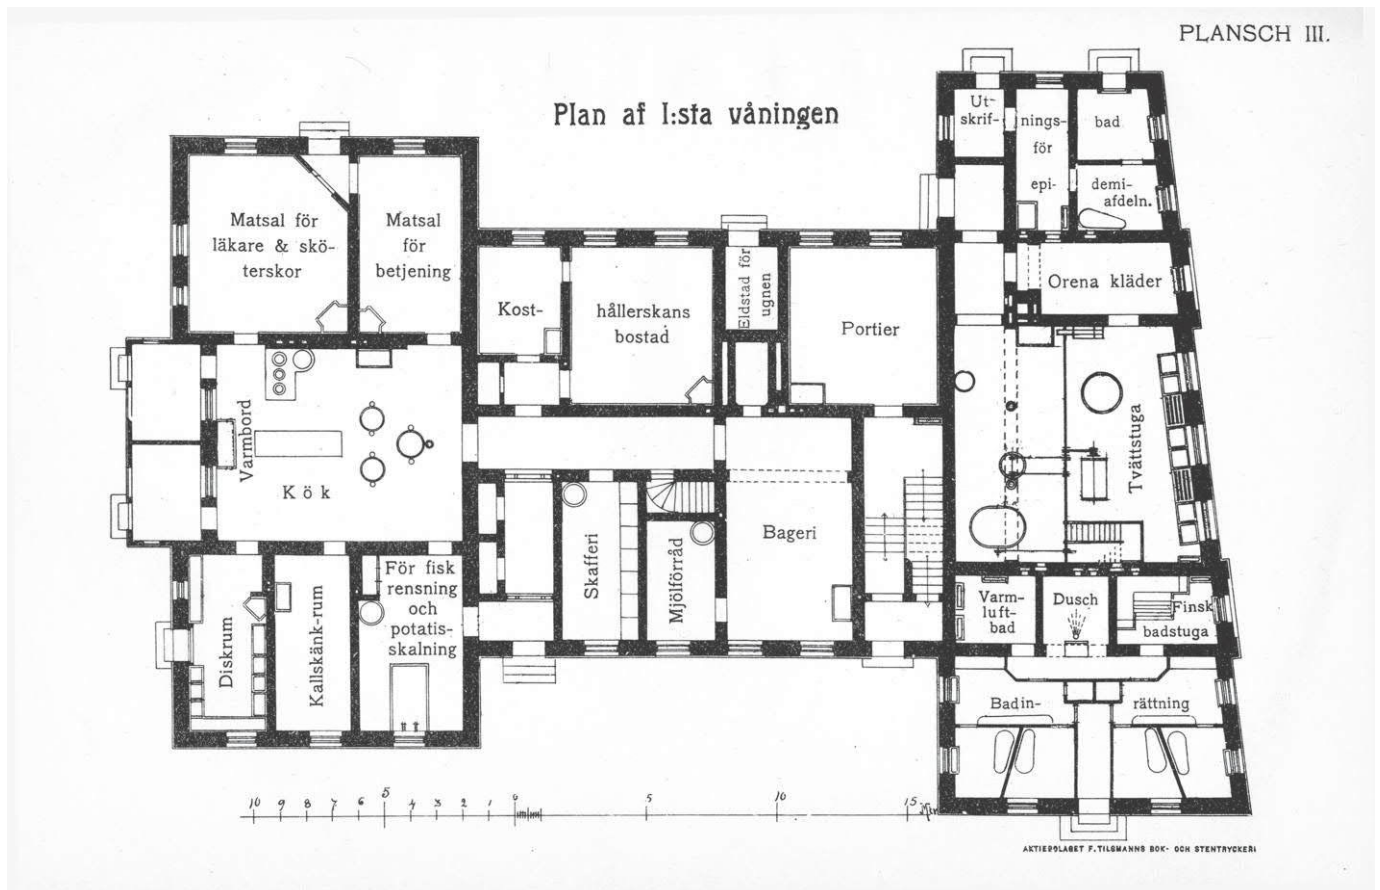 PLANSCH III.
Plan af I:sta våningen
Ut-
skrif-
nings-
för
epi-
bad
demi-
afdeln.
Matsal för
läkare & skö-
terskor
Matsal
för
betjening
Kost-
hållerskans
bostad
Eldstad för
ugnen
Portier
Orena kläder
Varmbord
Kök
Tvättstuga
Diskrum
Kallskänk-rum
För fisk
rensning
och
potatis-
skalning
Skafferi
Mjölförråd
Bageri
Varm-
luft-
bad
Dusch
Finsk
badstuga
Badin-
rättning
10 9 8 7 6 5 4 3 2 1 0 5 10 15 Mtr
AKTIEBOLAGET F. TILGMANNS BOK- OCH STENTRYCKERI